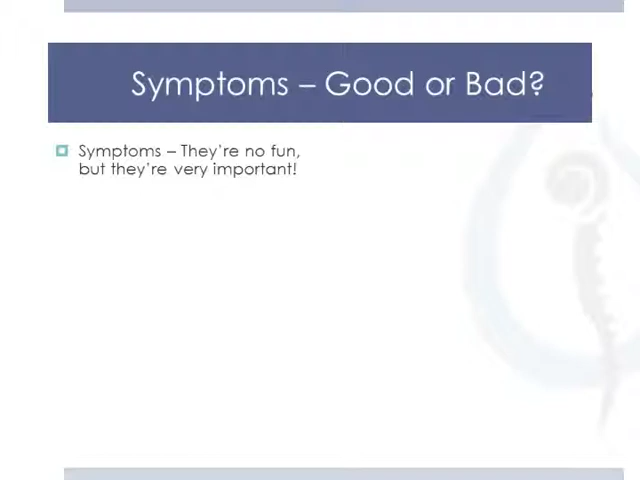 Symptoms – Good or Bad?
Symptoms – They're no fun,
but they're very important!